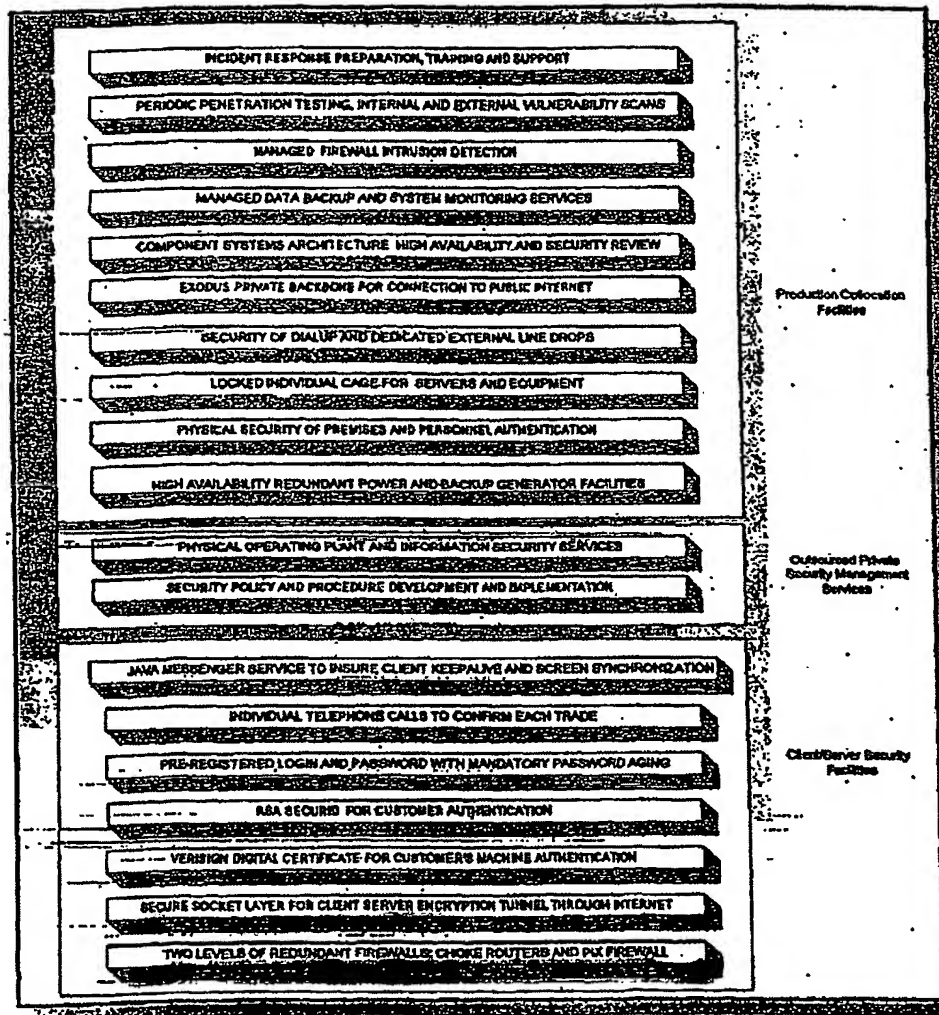 INCIDENT RESPONSE PREPARATION, TRAINING AND SUPPORT
PERIODIC PENETRATION TESTING, INTERNAL AND EXTERNAL VULNERABILITY SCANS
MANAGED FIREWALL INTRUSION DETECTION
MANAGED DATA BACKUP AND SYSTEM MONITORING SERVICES
COMPONENT SYSTEMS ARCHITECTURE HIGH AVAILABILITY AND SECURITY REVIEW
EXODUS PRIVATE BACKBONE FOR CONNECTION TO PUBLIC INTERNET
Production Collocation
Facilities
SECURITY OF DIALUP AND DEDICATED EXTERNAL LINE DROPS
LOCKED INDIVIDUAL CAGE FOR SERVERS AND EQUIPMENT
PHYSICAL SECURITY OF PREMISES AND PERSONNEL AUTHENTICATION
HIGH AVAILABILITY REDUNDANT POWER AND BACKUP GENERATOR FACILITIES
PHYSICAL OPERATING PLANT AND INFORMATION SECURITY SERVICES
SECURITY POLICY AND PROCEDURE DEVELOPMENT AND IMPLEMENTATION
Outsourced Private
Security Management
Services
JAVA MESSENGER SERVICE TO INSURE CLIENT KEEPALIVE AND SCREEN SYNCHRONIZATION
INDIVIDUAL TELEPHONE CALLS TO CONFIRM EACH TRADE
PRE-REGISTERED LOGIN AND PASSWORD WITH MANDATORY PASSWORD AGING
Client/Server Security
Facilities
RSA SECURID FOR CUSTOMER AUTHENTICATION
VERISIGN DIGITAL CERTIFICATE FOR CUSTOMER'S MACHINE AUTHENTICATION
SECURE SOCKET LAYER FOR CLIENT SERVER ENCRYPTION TUNNEL THROUGH INTERNET
TWO LEVELS OF REDUNDANT FIREWALLS; CHOKE ROUTERS AND PIX FIREWALL